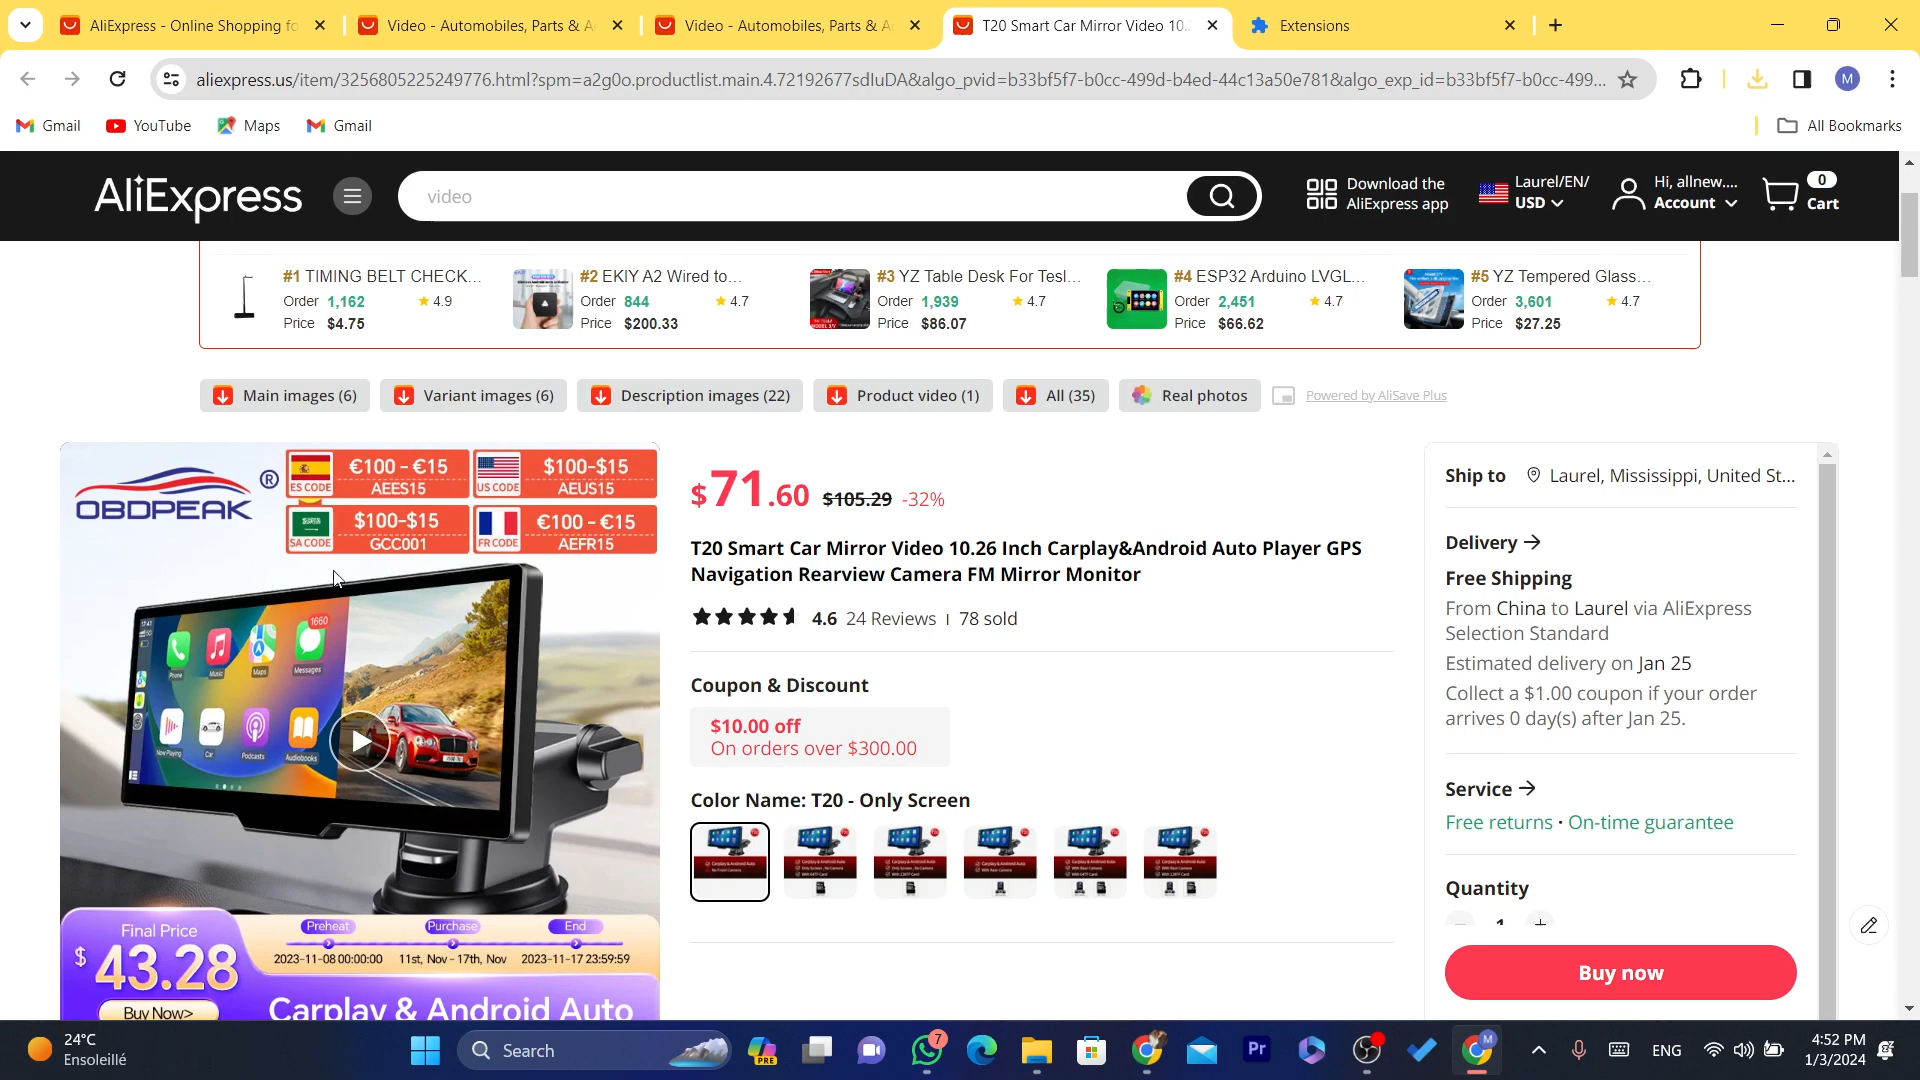 AliExpress - Online Shopping fo
Video - Automobiles, Parts & A
Video - Automobiles, Parts & A
T20 Smart Car Mirror Video 10.
Extensions
aliexpress.us/item/3256805225249776.html?spm=a2g0o.productlist.main.4.72192677sdIuDA&algo_pvid=b33bf5f7-b0cc-499d-b4ed-44c13a50e781&algo_exp_id=b33bf5f7-b0cc-499...
M
Gmail
YouTube
Maps
Gmail
All Bookmarks
AliExpress
video
Download the
AliExpress app
Laurel/EN/
USD
Hi, allnew....
Account
0
Cart
#1 TIMING BELT CHECK...
Order 1,162 4.9
Price $4.75
#2 EKIY A2 Wired to...
Order 844 4.7
Price $200.33
#3 YZ Table Desk For Tesl...
Order 1,939 4.7
Price $86.07
#4 ESP32 Arduino LVGL...
Order 2,451 4.7
Price $66.62
#5 YZ Tempered Glass...
Order 3,601 4.7
Price $27.25
Main images (6)
Variant images (6)
Description images (22)
Product video (1)
All (35)
Real photos
Powered by AliSave Plus
OBDPEAK ®
ES CODE
€100 - €15
AEES15
US CODE
$100-$15
AEUS15
SA CODE
$100-$15
GCC001
FR CODE
€100 - €15
AEFR15
1660
Phone
Music
Maps
Messages
Now Playing
Car
Podcasts
Audiobooks
Final Price
$ 43.28
Buy Now>
Preheat
Purchase
End
2023-11-08 00:00:00
11st, Nov - 17th, Nov
2023-11-17 23:59:59
Carplay & Android Auto
$71.60 $105.29 -32%
T20 Smart Car Mirror Video 10.26 Inch Carplay&Android Auto Player GPS
Navigation Rearview Camera FM Mirror Monitor
4.6 24 Reviews | 78 sold
Coupon & Discount
$10.00 off
On orders over $300.00
Color Name: T20 - Only Screen
Ship to
Laurel, Mississippi, United St...
Delivery
Free Shipping
From China to Laurel via AliExpress
Selection Standard
Estimated delivery on Jan 25
Collect a $1.00 coupon if your order
arrives 0 day(s) after Jan 25.
Service
Free returns · On-time guarantee
Quantity
1
Buy now
24°C
Ensoleillé
Search
PRE
7
Pr
M
ENG
4:52 PM
1/3/2024